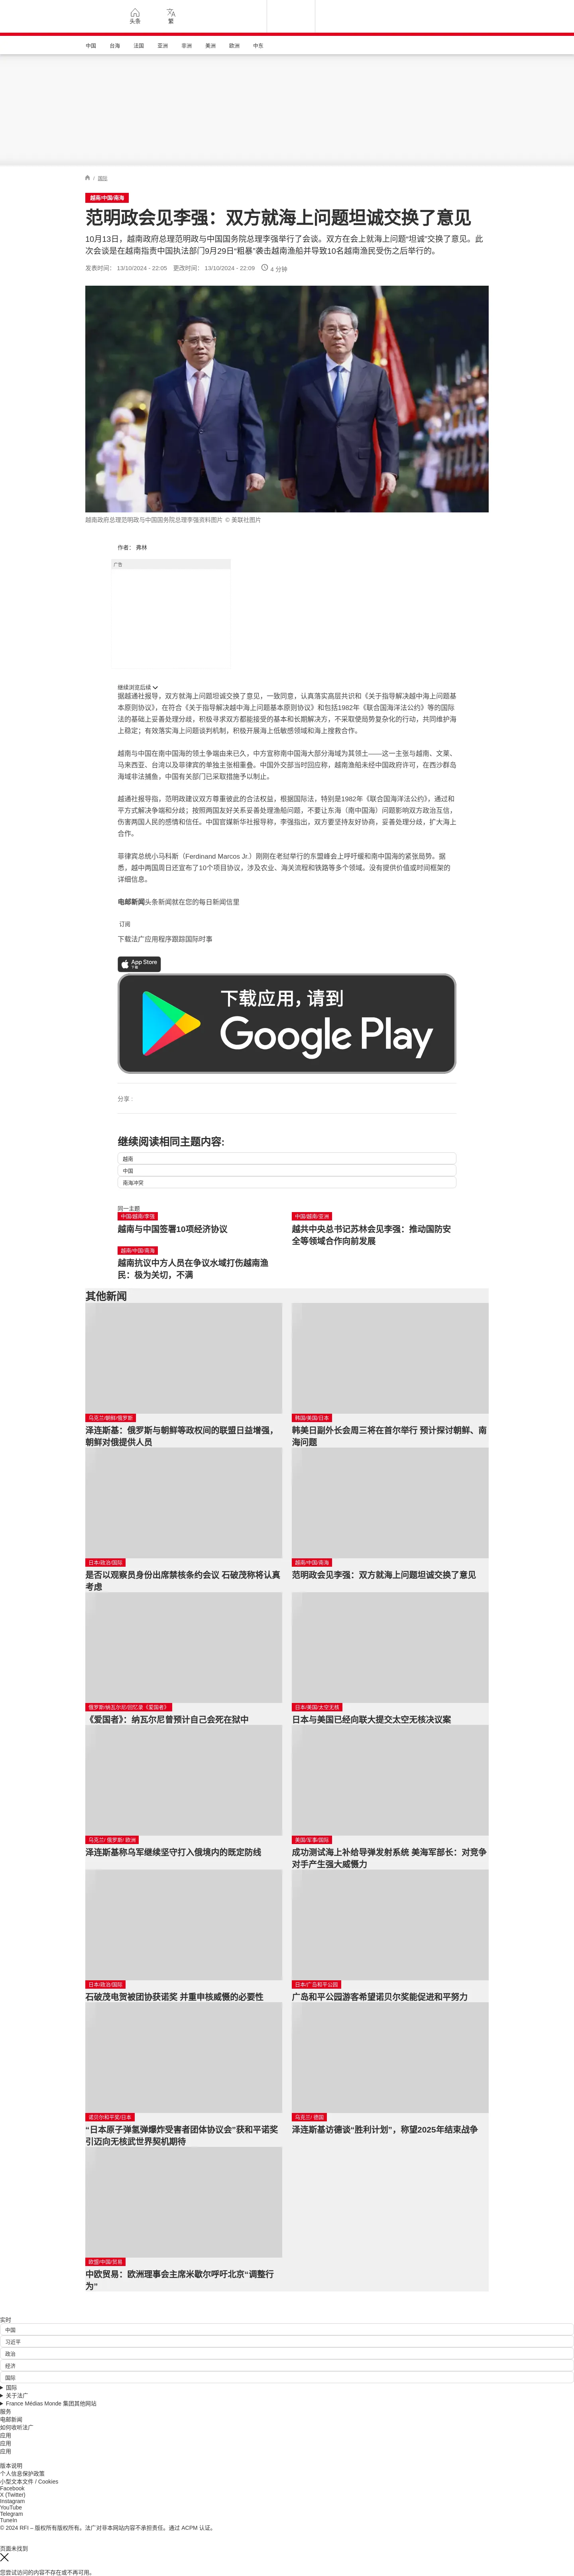 头条
繁
中国 台海 法国 亚洲 非洲 美洲 欧洲 中东
/ 国际
越南/中国/南海
范明政会见李强：双方就海上问题坦诚交换了意见
10月13日，越南政府总理范明政与中国国务院总理李强举行了会谈。双方在会上就海上问题“坦诚”交换了意见。此
次会谈是在越南指责中国执法部门9月29日“粗暴”袭击越南渔船并导致10名越南渔民受伤之后举行的。
发表时间： 13/10/2024 - 22:05 更改时间： 13/10/2024 - 22:09 4 分钟
越南政府总理范明政与中国国务院总理李强资料图片 © 美联社图片
作者： 弗林
广告
继续浏览后续
据越通社报导，双方就海上问题坦诚交换了意见，一致同意，认真落实高层共识和《关于指导解决越中海上问题基
本原则协议》，在符合《关于指导解决越中海上问题基本原则协议》和包括1982年《联合国海洋法公约》等的国际
法的基础上妥善处理分歧，积极寻求双方都能接受的基本和长期解决方，不采取使局势复杂化的行动，共同维护海
上稳定；有效落实海上问题谈判机制，积极开展海上低敏感领域和海上搜救合作。
越南与中国在南中国海的领土争端由来已久，中方宣称南中国海大部分海域为其领土——这一主张与越南、文莱、
马来西亚、台湾以及菲律宾的单独主张相重叠。中国外交部当时回应称，越南渔船未经中国政府许可，在西沙群岛
海域非法捕鱼，中国有关部门已采取措施予以制止。
越通社报导指，范明政建议双方尊重彼此的合法权益，根据国际法，特别是1982年《联合国海洋法公约》，通过和
平方式解决争端和分歧；按照两国友好关系妥善处理渔船问题，不要让东海（南中国海）问题影响双方政治互信，
伤害两国人民的感情和信任。中国官媒新华社报导称，李强指出，双方要坚持友好协商，妥善处理分歧，扩大海上
合作。
菲律宾总统小马科斯（Ferdinand Marcos Jr.）刚刚在老挝举行的东盟峰会上呼吁缓和南中国海的紧张局势。据
悉，越中两国周日还宣布了10个项目协议，涉及农业、海关流程和铁路等多个领域。没有提供价值或时间框架的
详细信息。
电邮新闻头条新闻就在您的每日新闻信里
订阅
下载法广应用程序跟踪国际时事
App Store
下载
下载应用，请到
Google Play
分享 :
继续阅读相同主题内容:
越南
中国
南海冲突
同一主题
中国/越南/李强
越南与中国签署10项经济协议
中国/越南/亚洲
越共中央总书记苏林会见李强：推动国防安
全等领域合作向前发展
越南/中国/南海
越南抗议中方人员在争议水域打伤越南渔
民：极为关切，不满
其他新闻
乌克兰/朝鲜/俄罗斯
泽连斯基：俄罗斯与朝鲜等政权间的联盟日益增强，
朝鲜对俄提供人员
韩国/美国/日本
韩美日副外长会周三将在首尔举行 预计探讨朝鲜、南
海问题
日本/政治/国际
是否以观察员身份出席禁核条约会议 石破茂称将认真
考虑
越南/中国/南海
范明政会见李强：双方就海上问题坦诚交换了意见
俄罗斯/纳瓦尔尼/回忆录《爱国者》
《爱国者》：纳瓦尔尼曾预计自己会死在狱中
日本/美国/太空无核
日本与美国已经向联大提交太空无核决议案
乌克兰/ 俄罗斯/ 欧洲
泽连斯基称乌军继续坚守打入俄境内的既定防线
美国/军事/国际
成功测试海上补给导弹发射系统 美海军部长：对竞争
对手产生强大威慑力
日本/政治/国际
石破茂电贺被团协获诺奖 并重申核威慑的必要性
日本/广岛和平公园
广岛和平公园游客希望诺贝尔奖能促进和平努力
诺贝尔和平奖/日本
“日本原子弹氢弹爆炸受害者团体协议会”获和平诺奖
引迈向无核武世界契机期待
乌克兰/ 德国
泽连斯基访德谈“胜利计划”，称望2025年结束战争
欧盟/中国/贸易
中欧贸易：欧洲理事会主席米歇尔呼吁北京“调整行
为”
实时
中国
习近平
政治
经济
国际
国际
关于法广
France Médias Monde 集团其他网站
服务
电邮新闻
如何收听法广
应用
应用
应用
版本说明
个人信息保护政策
小型文本文件 / Cookies
Facebook
X (Twitter)
Instagram
YouTube
Telegram
TuneIn
© 2024 RFI – 版权所有版权所有。法广对非本网站内容不承担责任。通过 ACPM 认证。
页面未找到
您尝试访问的内容不存在或不再可用。